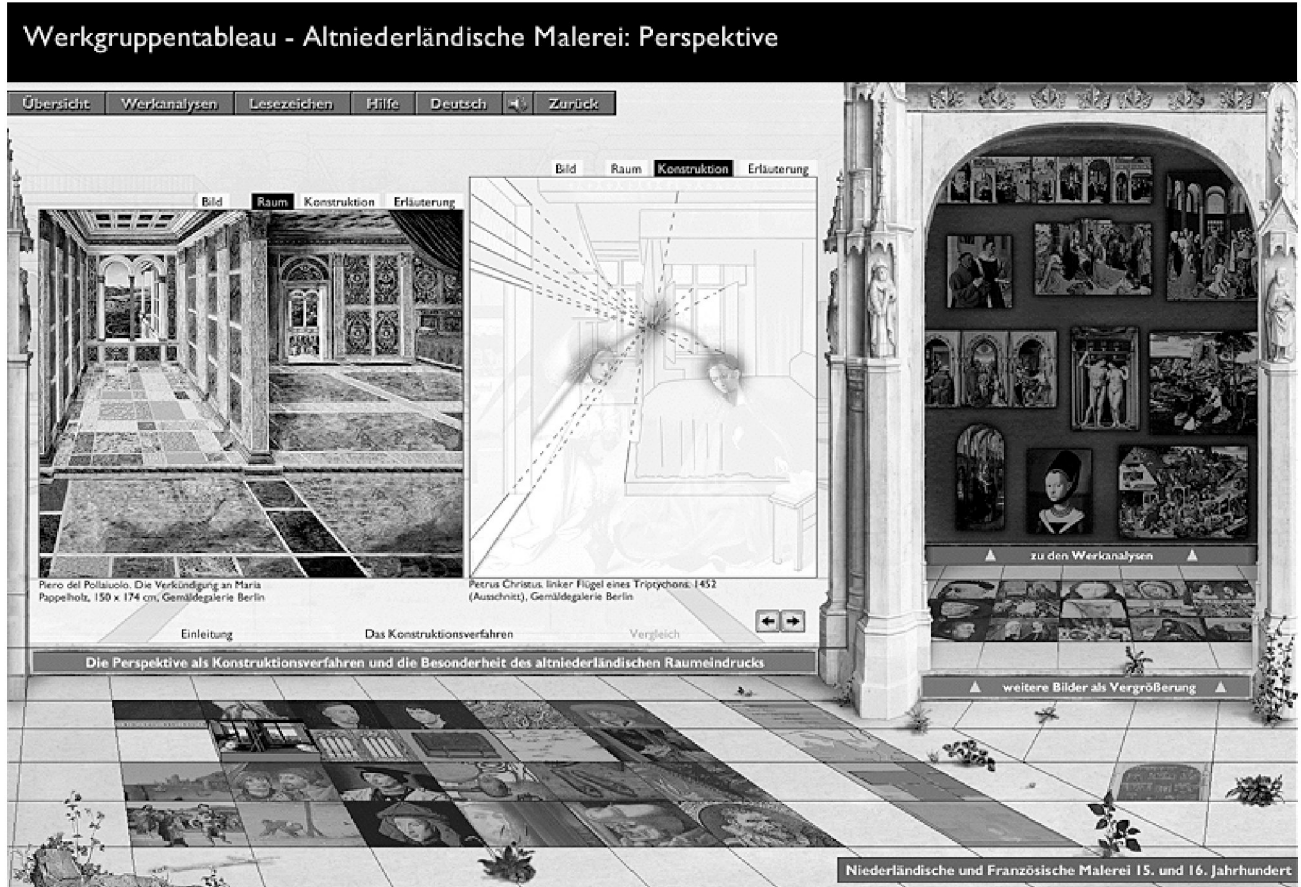 Werkgruppentableau - Altniederländische Malerei: Perspektive
Übersicht Werkanalysen Lesezeichen Hilfe Deutsch Zurück
Bild Raum Konstruktion Erläuterung
Bild Raum Konstruktion Erläuterung
Piero del Pollaiuolo. Die Verkündigung an Maria
Pappelholz, 150 x 174 cm, Gemäldegalerie Berlin
Petrus Christus. linker Flügel eines Triptychons. 1452
(Ausschnitt), Gemäldegalerie Berlin
Einleitung Das Konstruktionsverfahren Vergleich
Die Perspektive als Konstruktionsverfahren und die Besonderheit des altniederländischen Raumeindrucks
zu den Werkanalysen
weitere Bilder als Vergrößerung
Niederländische und Französische Malerei 15. und 16. Jahrhundert